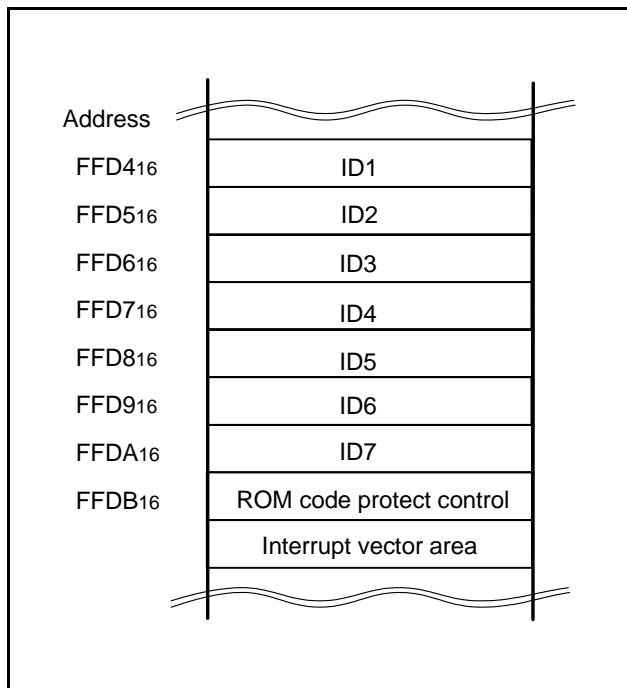 Address
FFD416 ID1
FFD516 ID2
FFD616 ID3
FFD716 ID4
FFD816 ID5
FFD916 ID6
FFDA16 ID7
FFDB16 ROM code protect control
Interrupt vector area